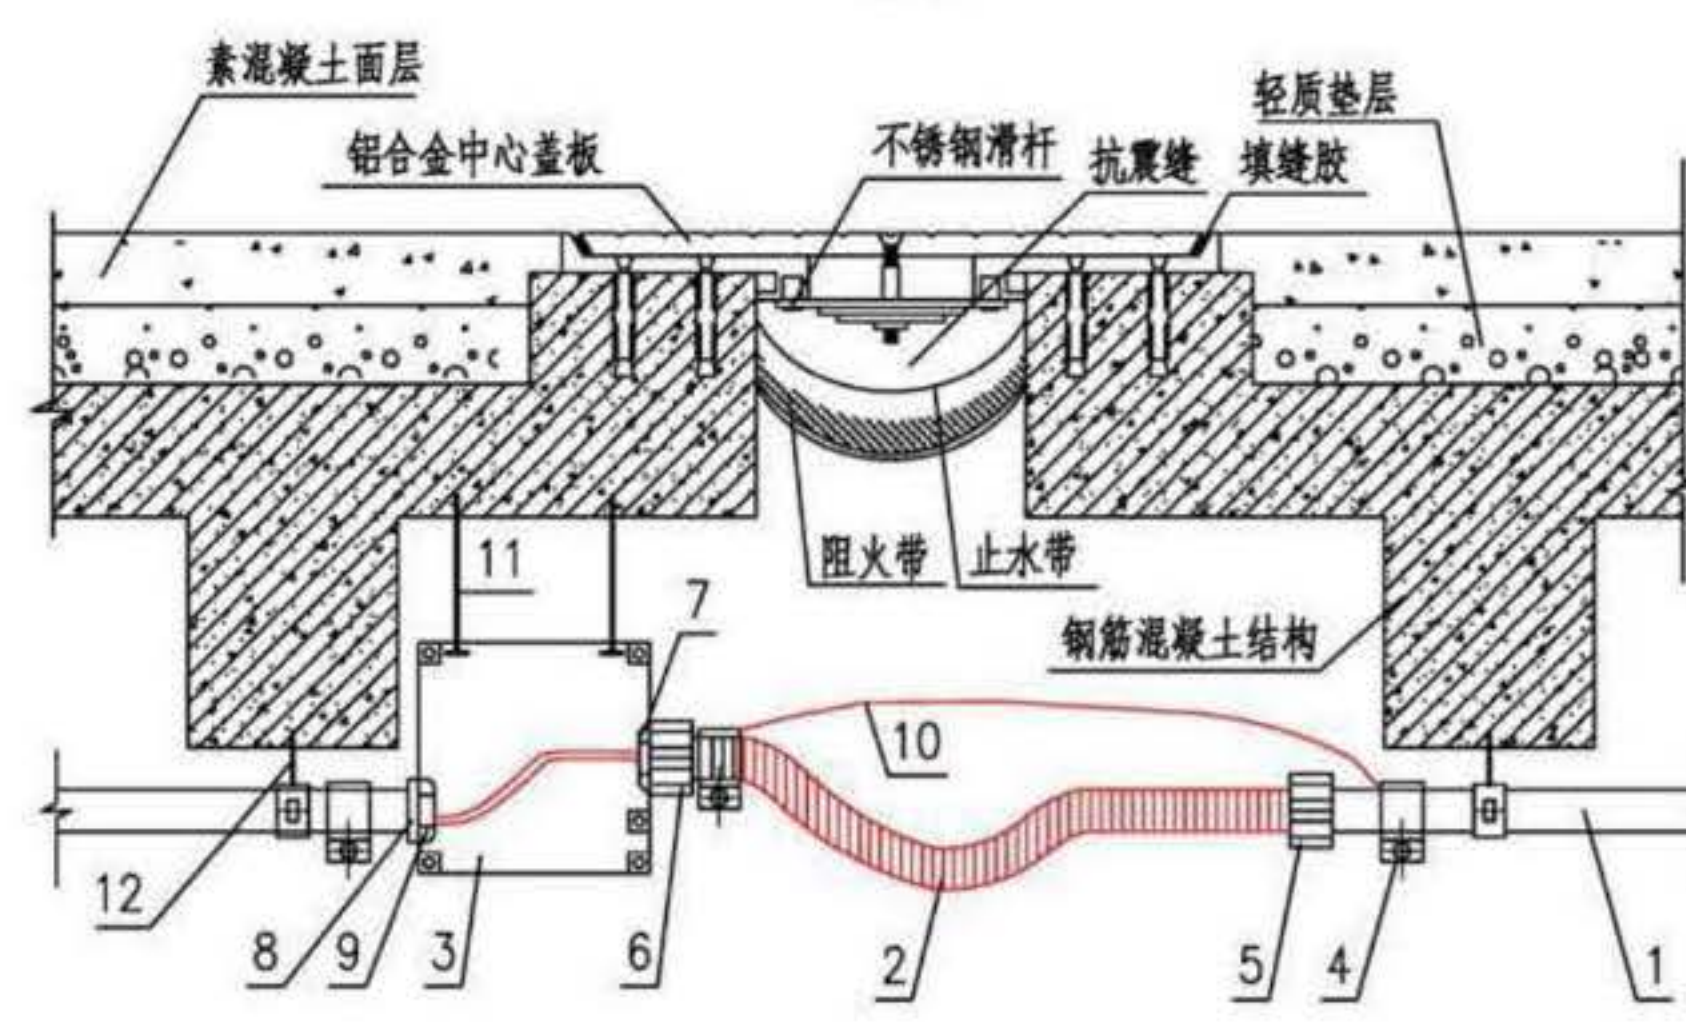 素混凝土面层
轻质垫层
铝合金中心盖板
不锈钢滑杆
抗震缝
填缝胶
阻火带
止水带
11
7
钢筋混凝土结构
10
12
8
9
3
6
2
5
4
1